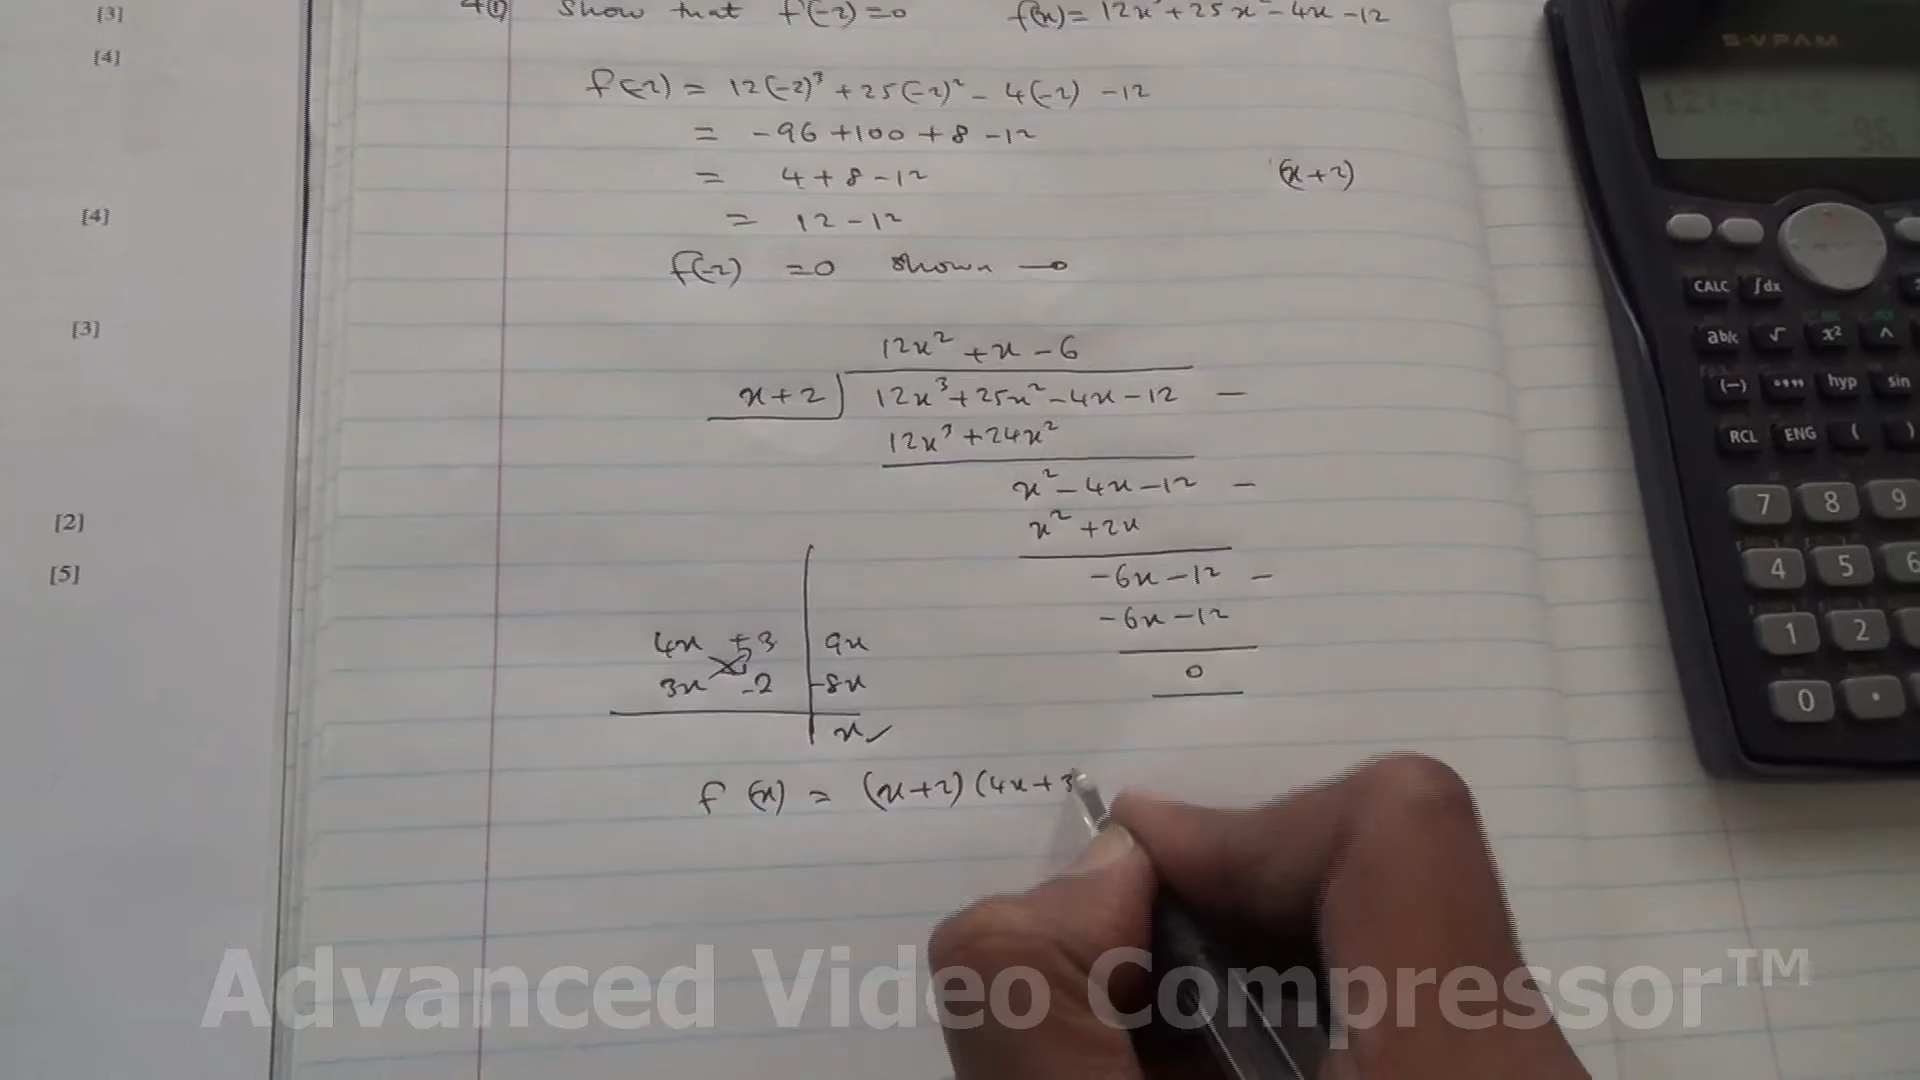 [3]
[4]
[4]
[3]
[2]
[5]
4(i) Show that f(-2)=0 f(x)= 12x³+25x²-4x-12
f(-2) = 12(-2)³ +25(-2)² - 4(-2) -12
= -96 +100 +8 -12
= 4+8-12
(x+2)
= 12-12
f(-2) =0 shown
12x² +x -6
x+2 12x³+25x²-4x-12 -
12x³+24x²
x²-4x-12 -
x²+2x
-6x-12 -
-6x-12
0
4x +3 9x
3x -2 -8x
x✓
f(x) = (x+2)(4x+3
S-V.P.A.M.
96
CALC ∫dx
ab/c √ x² ^
(-) °'" hyp sin
RCL ENG ( )
7 8 9
4 5 6
1 2
0 •
Advanced Video Compressor™